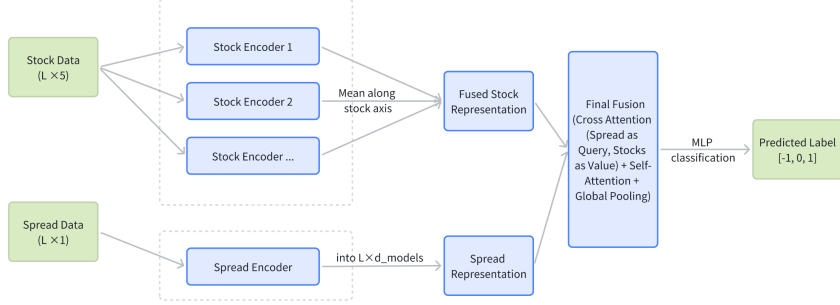 Stock Data
(L ×5)
Stock Encoder 1
Stock Encoder 2
Stock Encoder ...
Mean along
stock axis
Fused Stock
Representation
Final Fusion
(Cross Attention
(Spread as
Query, Stocks
as Value) + Self-
Attention +
Global Pooling)
MLP
classification
Predicted Label
[-1, 0, 1]
Spread Data
(L ×1)
Spread Encoder
into L×d_models
Spread
Representation